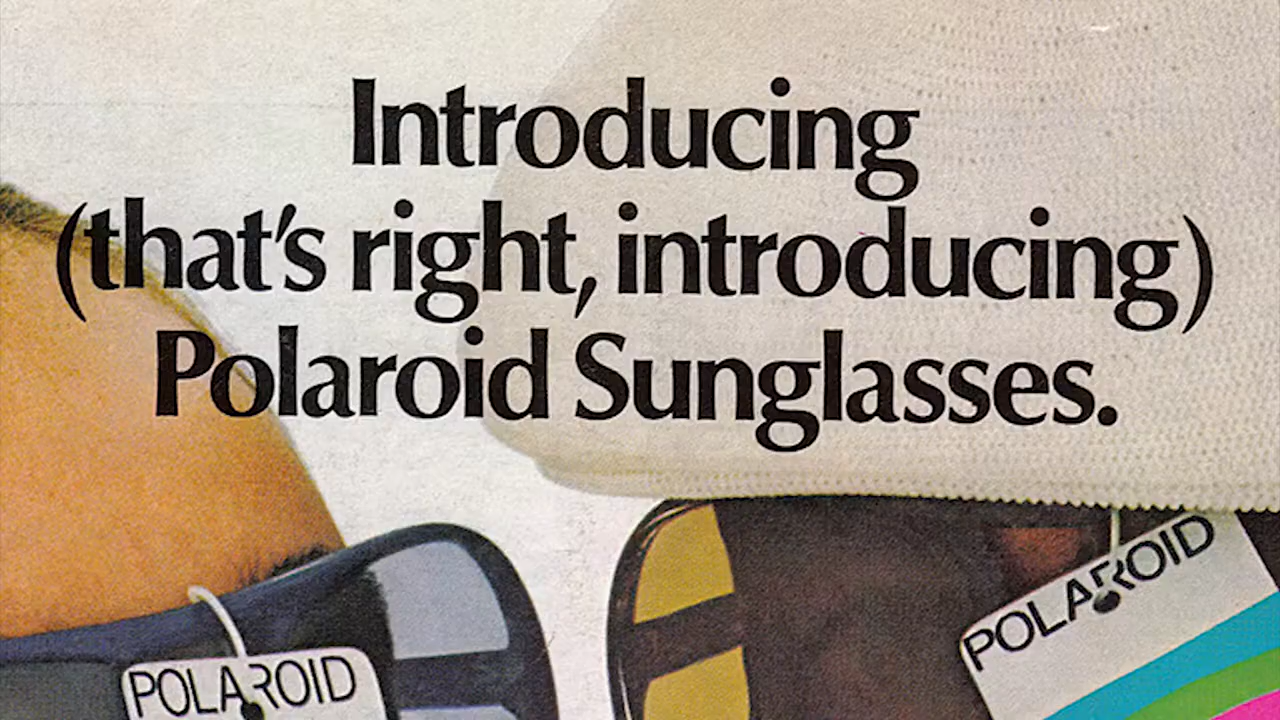 Introducing
(that's right, introducing)
Polaroid Sunglasses.
POLAROID
POLAROID